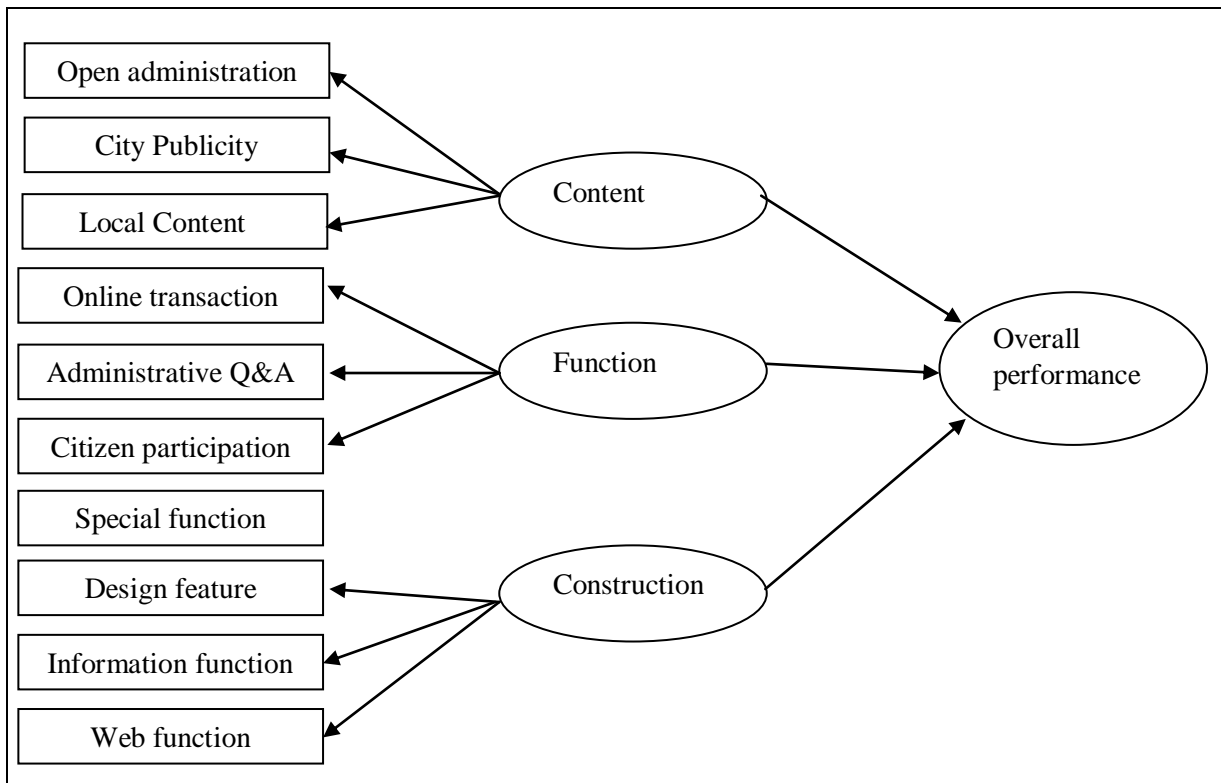 Open administration
City Publicity
Local Content
Online transaction
Administrative Q&A
Citizen participation
Special function
Design feature
Information function
Web function
Content
Function
Construction
Overall
performance